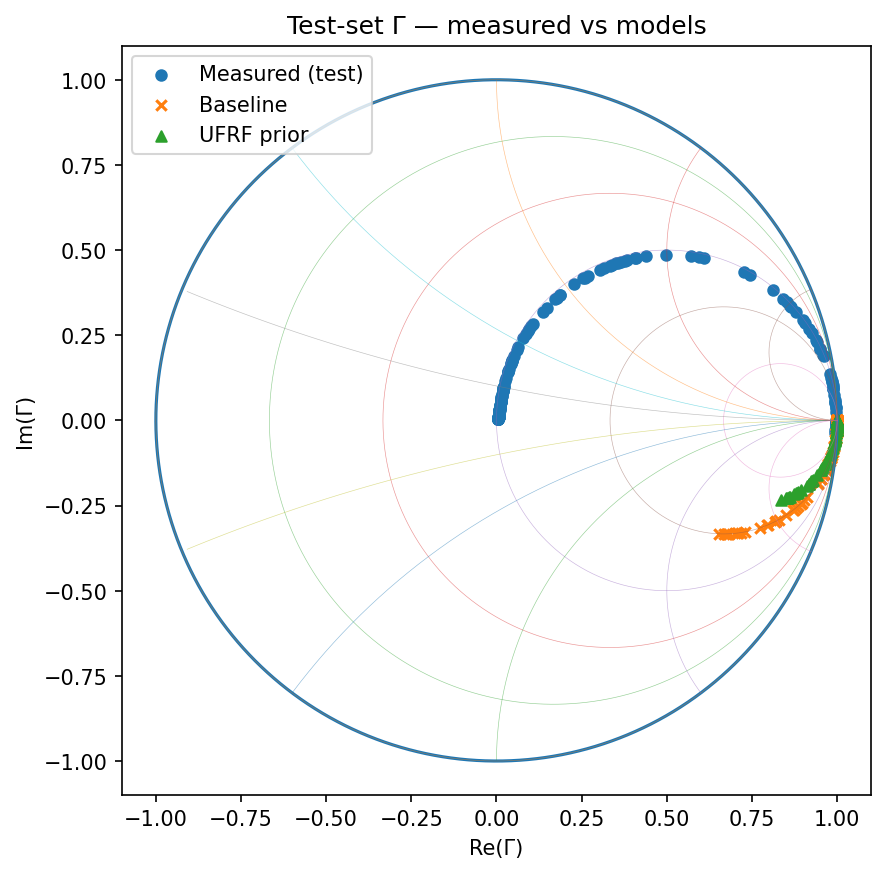 Test-set Γ — measured vs models
Measured (test)
Baseline
UFRF prior
1.00
0.75
0.50
0.25
0.00
−0.25
−0.50
−0.75
−1.00
Im(Γ)
−1.00 −0.75 −0.50 −0.25 0.00 0.25 0.50 0.75 1.00
Re(Γ)